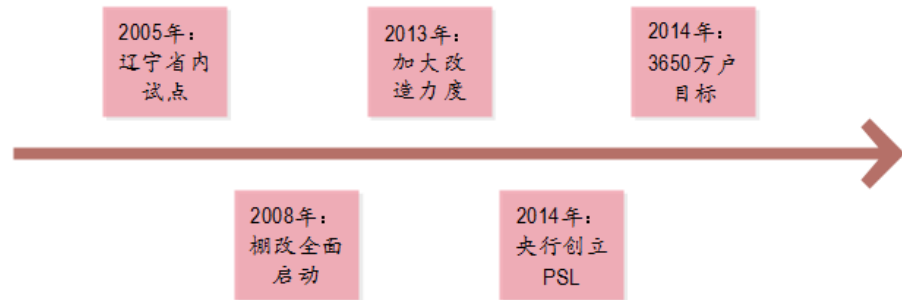 2005年：
辽宁省内
试点
2008年：
棚改全面
启动
2013年：
加大改
造力度
2014年：
央行创立
PSL
2014年：
3650万户
目标